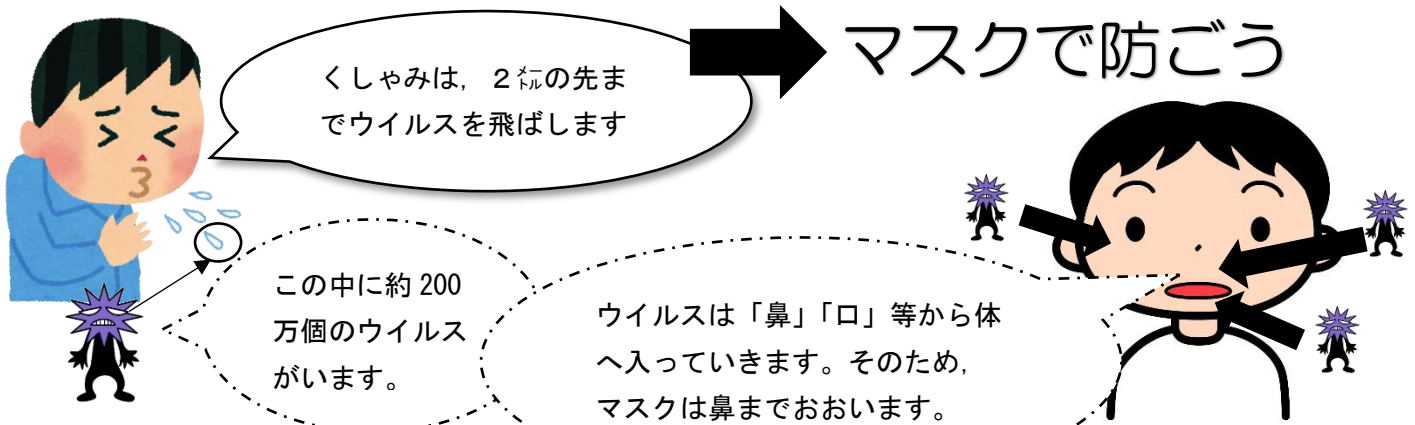 くしゃみは，２㍍の先ま
でウイルスを飛ばします
マスクで防ごう
この中に約 200
万個のウイルス
がいます。
ウイルスは「鼻」「口」等から体
へ入っていきます。そのため，
マスクは鼻までおおいます。